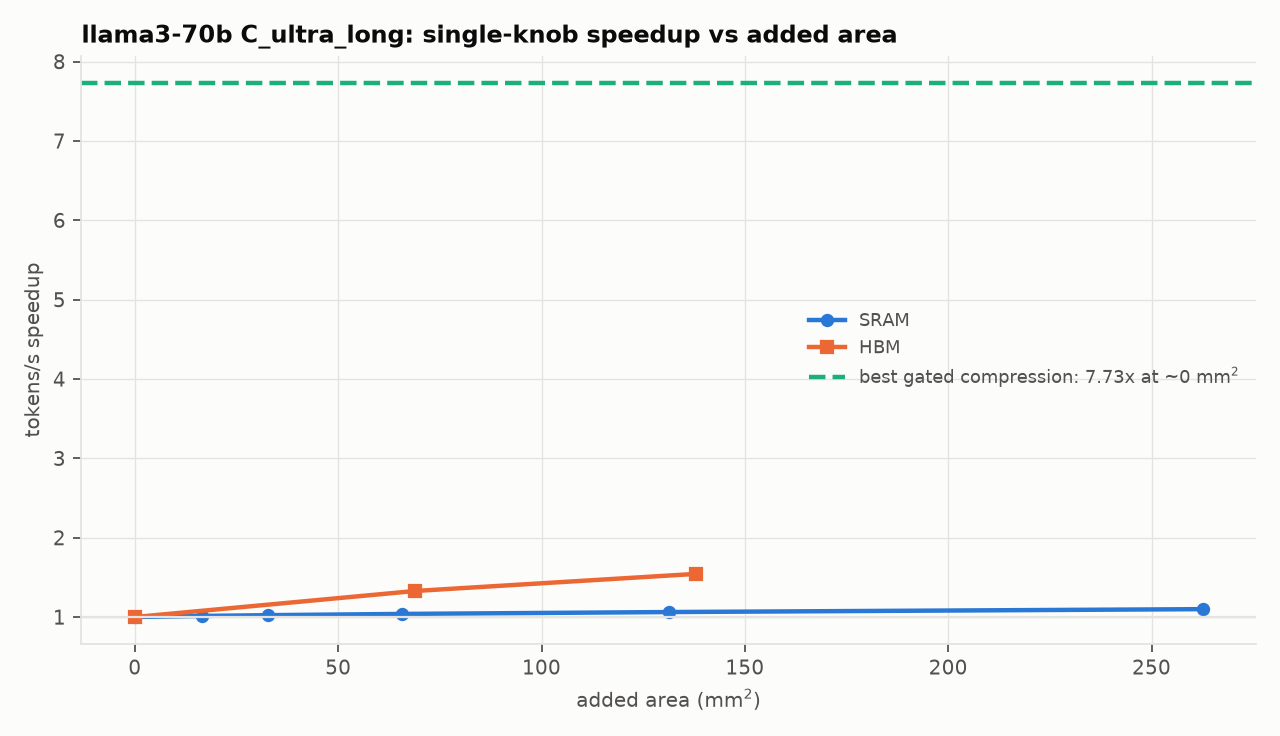 llama3-70b C_ultra_long: single-knob speedup vs added area
8
7
6
5
4
3
2
1
tokens/s speedup
SRAM
HBM
best gated compression: 7.73x at ~0 mm²
0 50 100 150 200 250
added area (mm²)